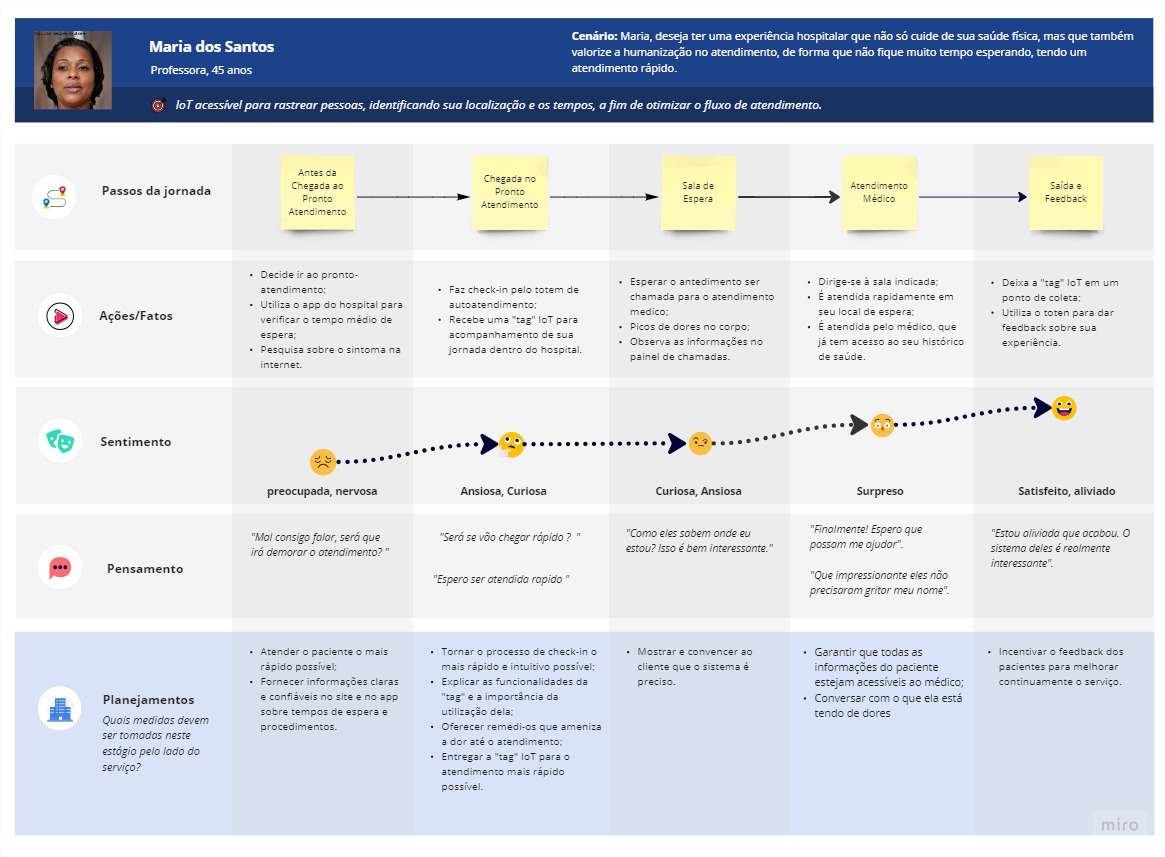 Maria dos Santos
Professora, 45 anos
Cenário: Maria, deseja ter uma experiência hospitalar que não só cuide de sua saúde física, mas que também
valorize a humanização no atendimento, de forma que não fique muito tempo esperando, tendo um
atendimento rápido.
IoT acessível para rastrear pessoas, identificando sua localização e os tempos, a fim de otimizar o fluxo de atendimento.
Passos da jornada
Antes da
Chegada ao
Pronto
Atendimento
Chegada no
Pronto
Atendimento
Sala de
Espera
Atendimento
Médico
Saída e
Feedback
Ações/Fatos
• Decide ir ao pronto-
atendimento;
• Utiliza o app do hospital para
verificar o tempo médio de
espera;
• Pesquisa sobre o sintoma na
internet.
• Faz check-in pelo totem de
autoatendimento;
• Recebe uma "tag" IoT para
acompanhamento de sua
jornada dentro do hospital.
• Esperar o antedimento ser
chamada para o atendimento
medico;
• Picos de dores no corpo;
• Observa as informações no
painel de chamadas.
• Dirige-se à sala indicada;
• É atendida rapidamente em
seu local de espera;
• É atendida pelo médico, que
já tem acesso ao seu histórico
de saúde.
• Deixa a "tag" IoT em um
ponto de coleta;
• Utiliza o toten para dar
feedback sobre sua
experiência.
Sentimento
preocupada, nervosa
Ansiosa, Curiosa
Curiosa, Ansiosa
Surpreso
Satisfeito, aliviado
Pensamento
"Mal consigo falar, será que
irá demorar o atendimento? "
"Será se vão chegar rápido ?  "
"Espero ser atendida rapido "
"Como eles sabem onde eu
estou? Isso é bem interessante."
"Finalmente! Espero que
possam me ajudar".
"Que impressionante eles não
precisaram gritar meu nome".
"Estou aliviada que acabou. O
sistema deles é realmente
interessante".
Planejamentos
Quais medidas devem
ser tomadas neste
estágio pelo lado do
serviço?
• Atender o paciente o mais
rápido possível;
• Fornecer informações claras
e confiáveis no site e no app
sobre tempos de espera e
procedimentos.
• Tornar o processo de check-in o
mais rápido e intuitivo possível;
• Explicar as funcionalidades da
"tag" e a importância da
utilização dela;
• Oferecer remedi-os que ameniza
a dor até o atendimento;
• Entregar a "tag" IoT para o
atendimento mais rápido
possível.
• Mostrar e convencer ao
cliente que o sistema é
preciso.
• Garantir que todas as
informações do paciente
estejam acessíveis ao médico;
• Conversar com o que ela está
tendo de dores
• Incentivar o feedback dos
pacientes para melhorar
continuamente o serviço.
miro